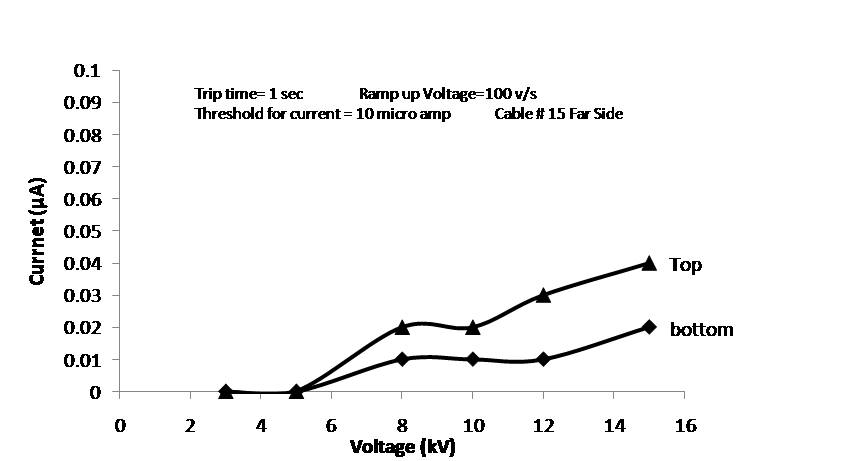 0.1
Trip time= 1 sec Ramp up Voltage=100 v/s
0.09
Threshold for current = 10 micro amp Cable # 15 Far Side
0.08
0.07
0.06
0.05
0.04
0.03
0.02
0.01
0
Currnet (μA)
Top
bottom
0 2 4 6 8 10 12 14 16
Voltage (kV)